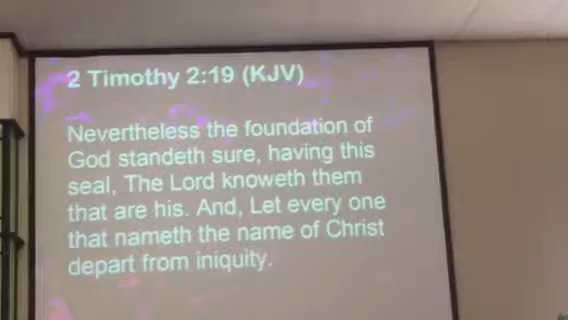 2 Timothy 2:19 (KJV)
Nevertheless the foundation of
God standeth sure, having this
seal, The Lord knoweth them
that are his. And, Let every one
that nameth the name of Christ
depart from iniquity.